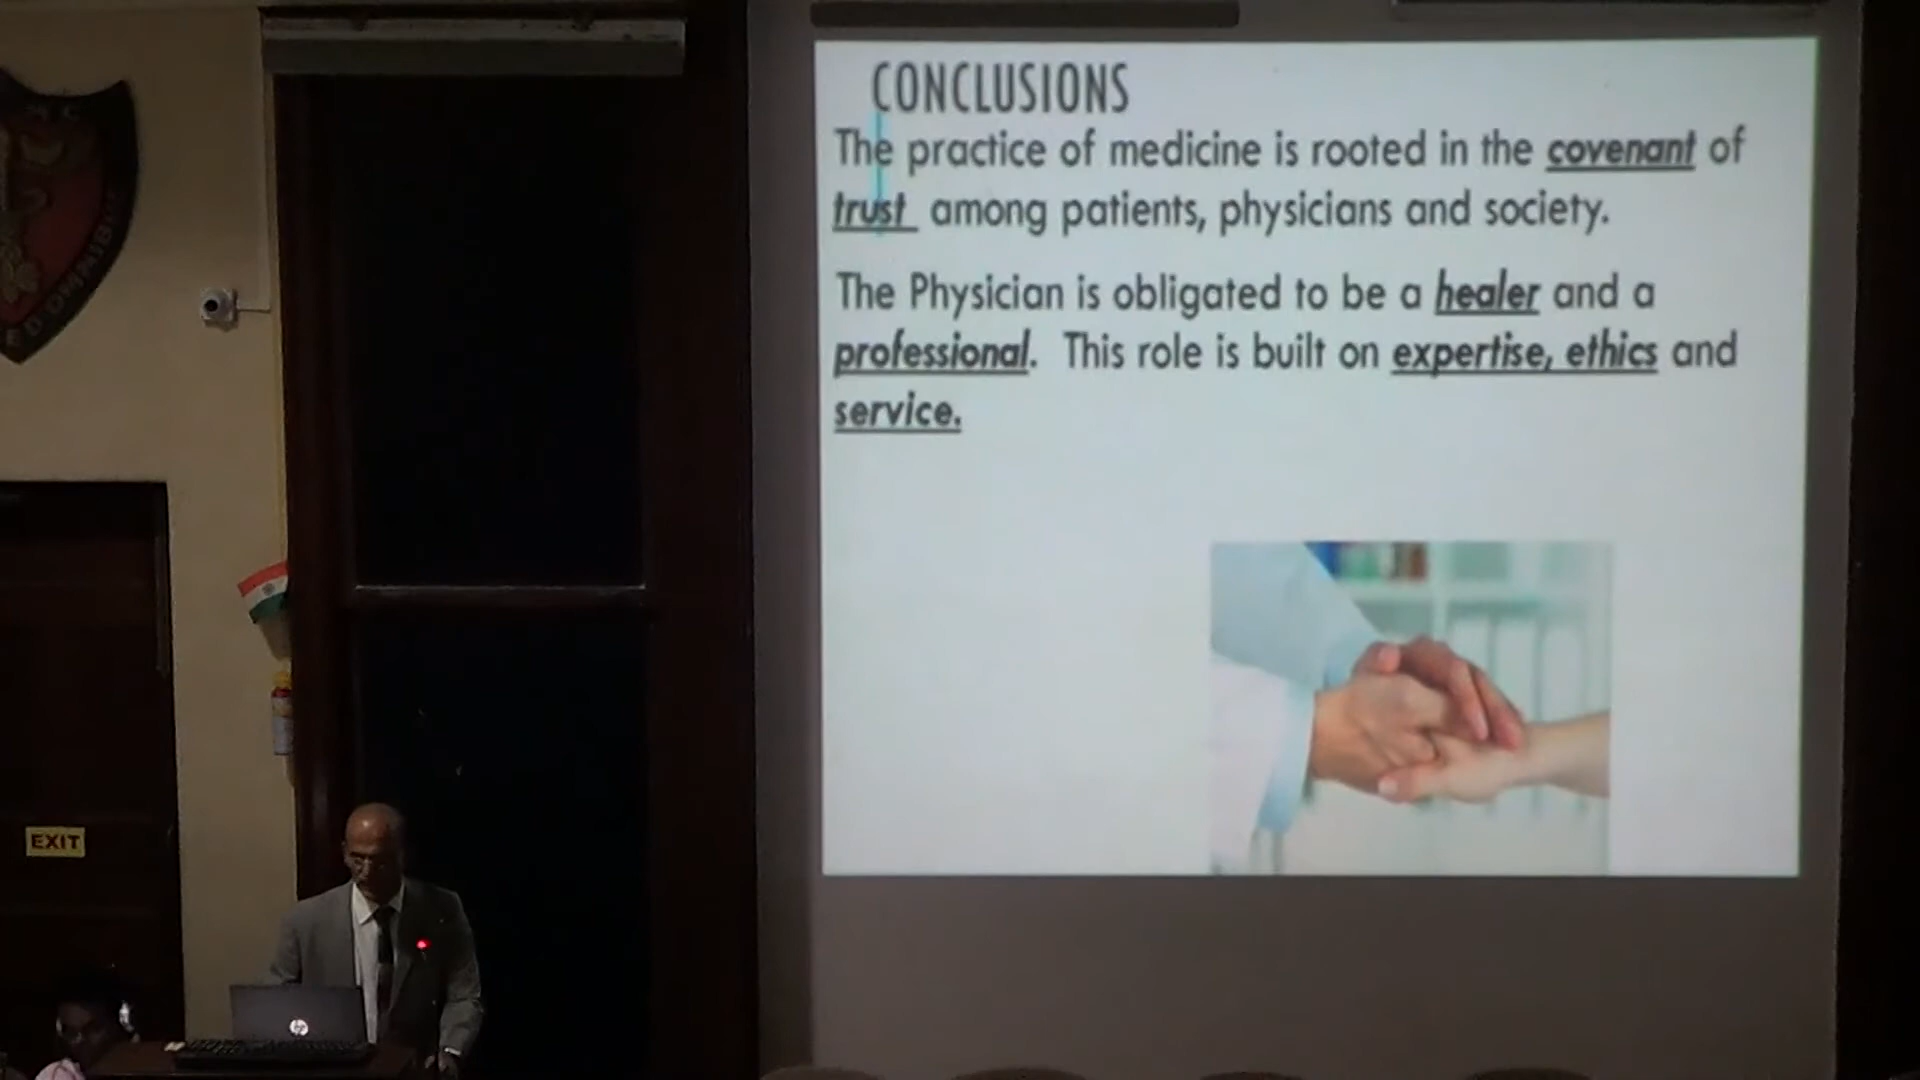 CONCLUSIONS
The practice of medicine is rooted in the covenant of
trust among patients, physicians and society.
The Physician is obligated to be a healer and a
professional. This role is built on expertise, ethics and
service.
EXIT
hp